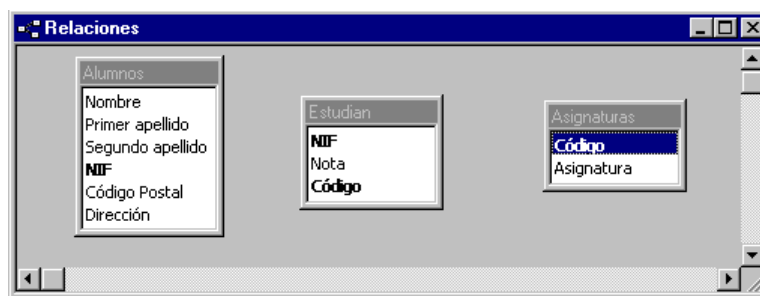 Relaciones
Alumnos
Nombre
Primer apellido
Segundo apellido
NIF
Código Postal
Dirección
Estudian
NIF
Nota
Código
Asignaturas
Código
Asignatura